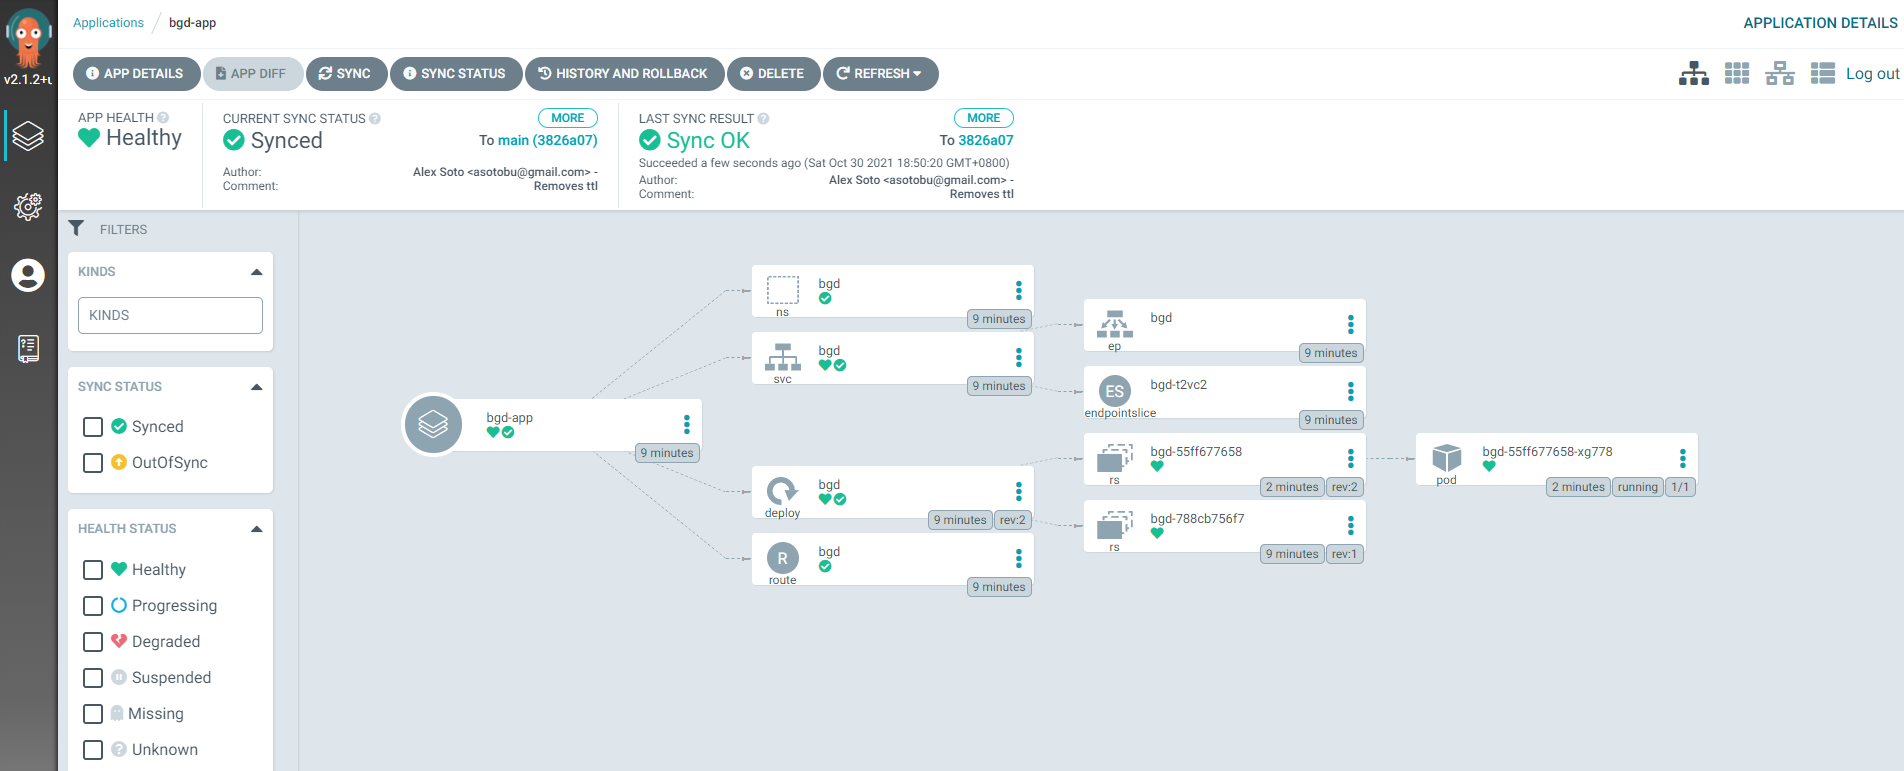 Applications / bgd-app
APPLICATION DETAILS
v2.1.2+u
APP DETAILS
APP DIFF
SYNC
SYNC STATUS
HISTORY AND ROLLBACK
DELETE
REFRESH
Log out
APP HEALTH
Healthy
CURRENT SYNC STATUS
MORE
Synced
To main (3826a07)
Author: Alex Soto <asotobu@gmail.com> -
Comment: Removes ttl
LAST SYNC RESULT
MORE
Sync OK
To 3826a07
Succeeded a few seconds ago (Sat Oct 30 2021 18:50:20 GMT+0800)
Author: Alex Soto <asotobu@gmail.com> -
Comment: Removes ttl
FILTERS
KINDS
KINDS
SYNC STATUS
Synced
OutOfSync
HEALTH STATUS
Healthy
Progressing
Degraded
Suspended
Missing
Unknown
bgd-app
9 minutes
bgd
ns
9 minutes
bgd
svc
9 minutes
bgd
deploy
9 minutes rev:2
R
bgd
route
9 minutes
bgd
ep
9 minutes
ES
bgd-t2vc2
endpointslice
9 minutes
bgd-55ff677658
rs
2 minutes rev:2
bgd-788cb756f7
rs
9 minutes rev:1
bgd-55ff677658-xg778
pod
2 minutes running 1/1